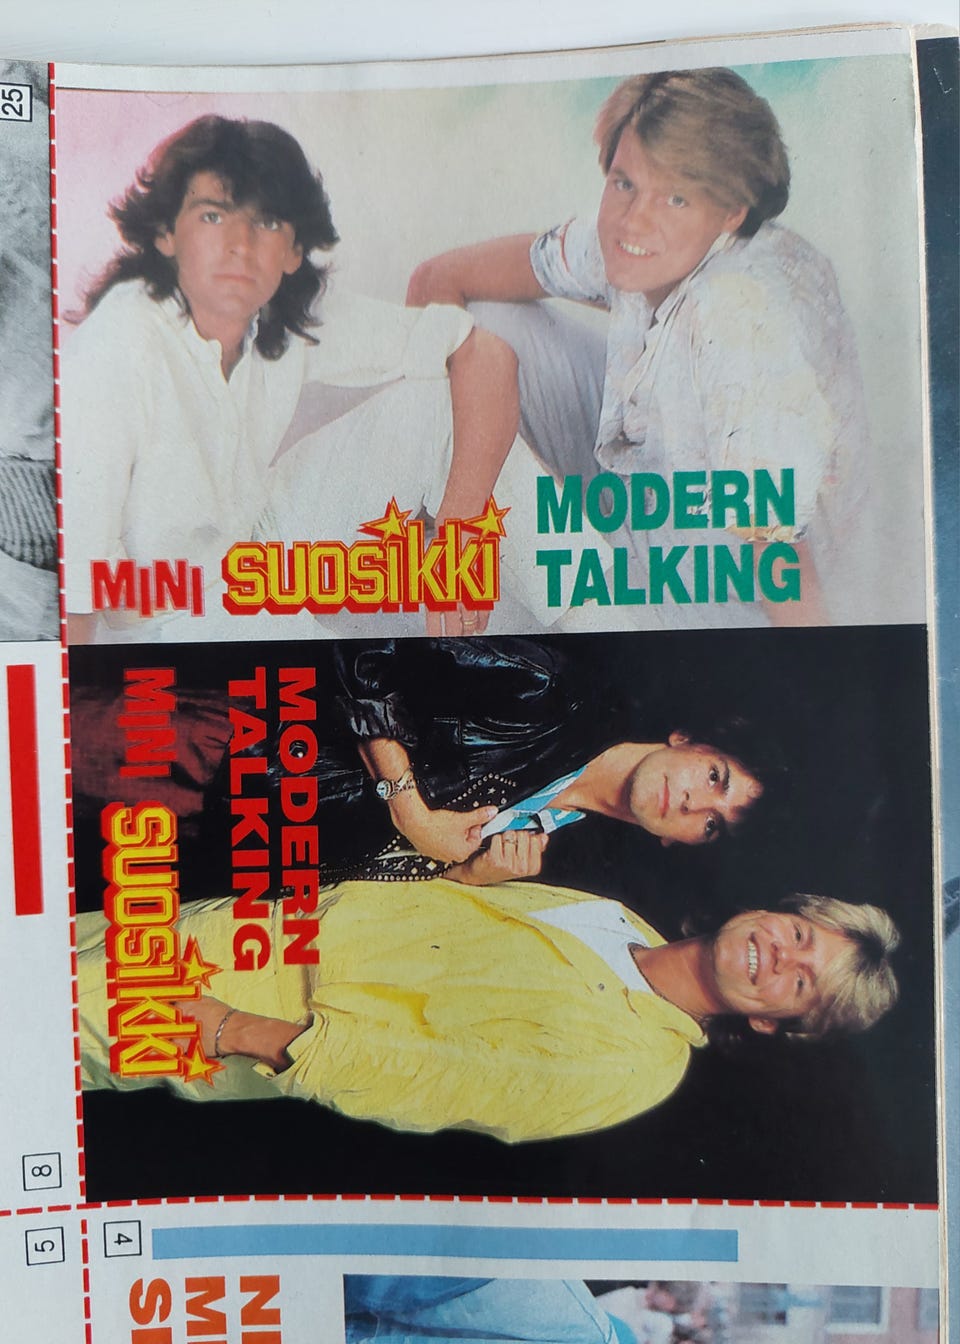 25
MINI SUOSIKKI
MODERN
TALKING
MODERN
TALKING
MINI SUOSIKKI
8
5
4